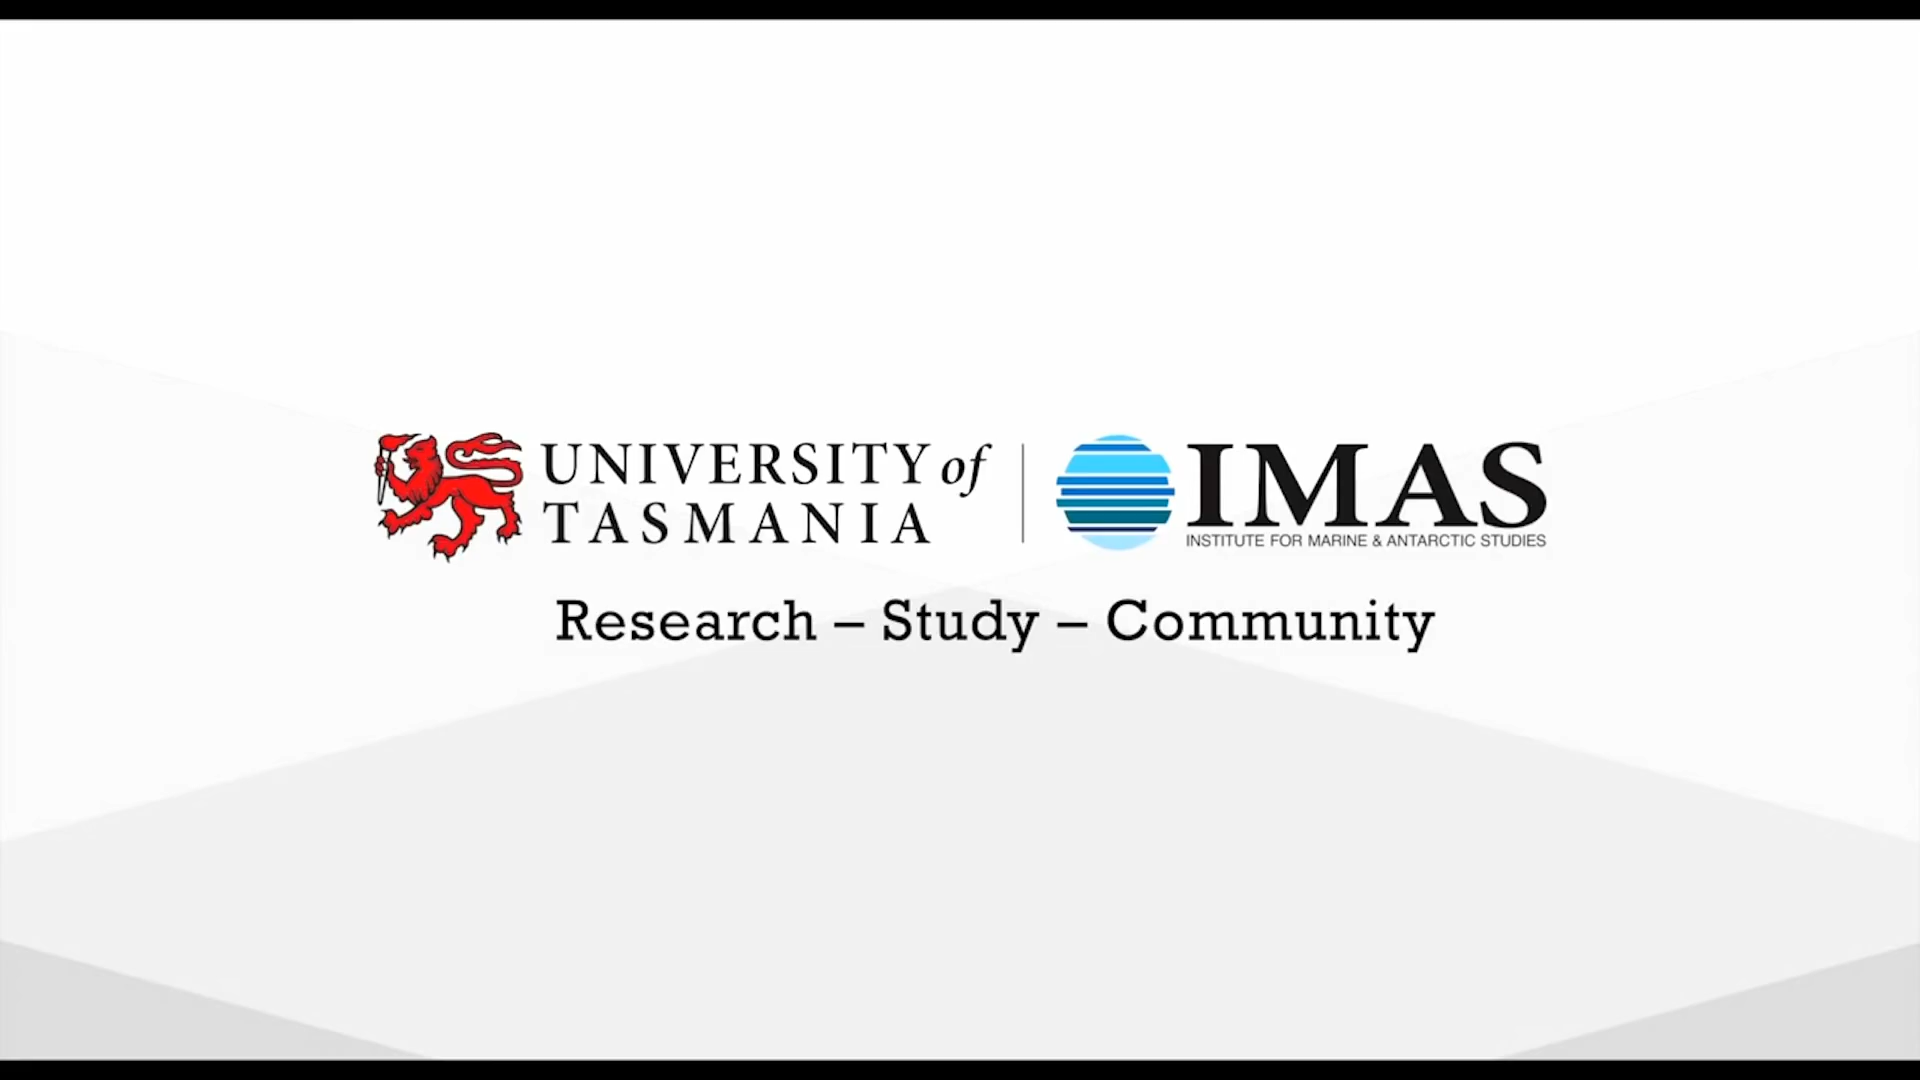 UNIVERSITY of
TASMANIA
IMAS
INSTITUTE FOR MARINE & ANTARCTIC STUDIES
Research – Study – Community